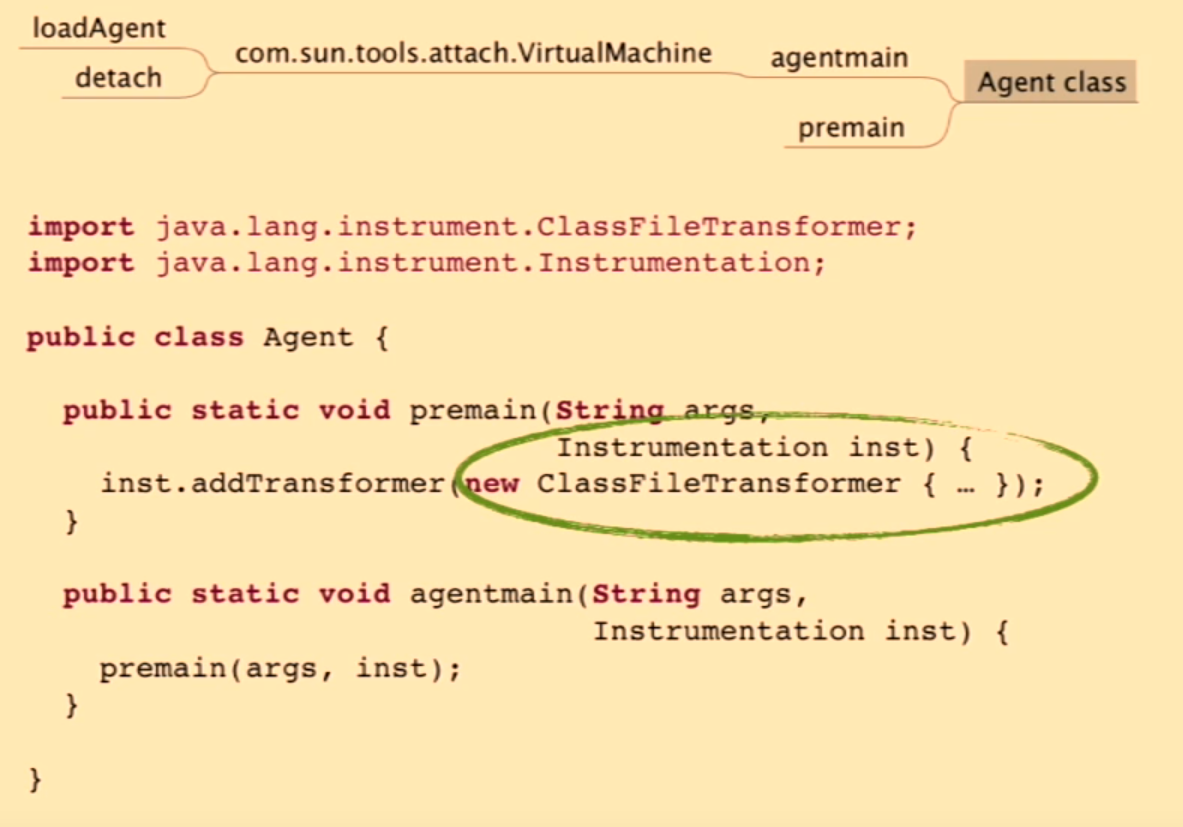 loadAgent
detach
com.sun.tools.attach.VirtualMachine
agentmain
premain
Agent class
import java.lang.instrument.ClassFileTransformer;
import java.lang.instrument.Instrumentation;
public class Agent {
public static void premain(String args,
Instrumentation inst) {
inst.addTransformer(new ClassFileTransformer { … });
}
public static void agentmain(String args,
Instrumentation inst) {
premain(args, inst);
}
}